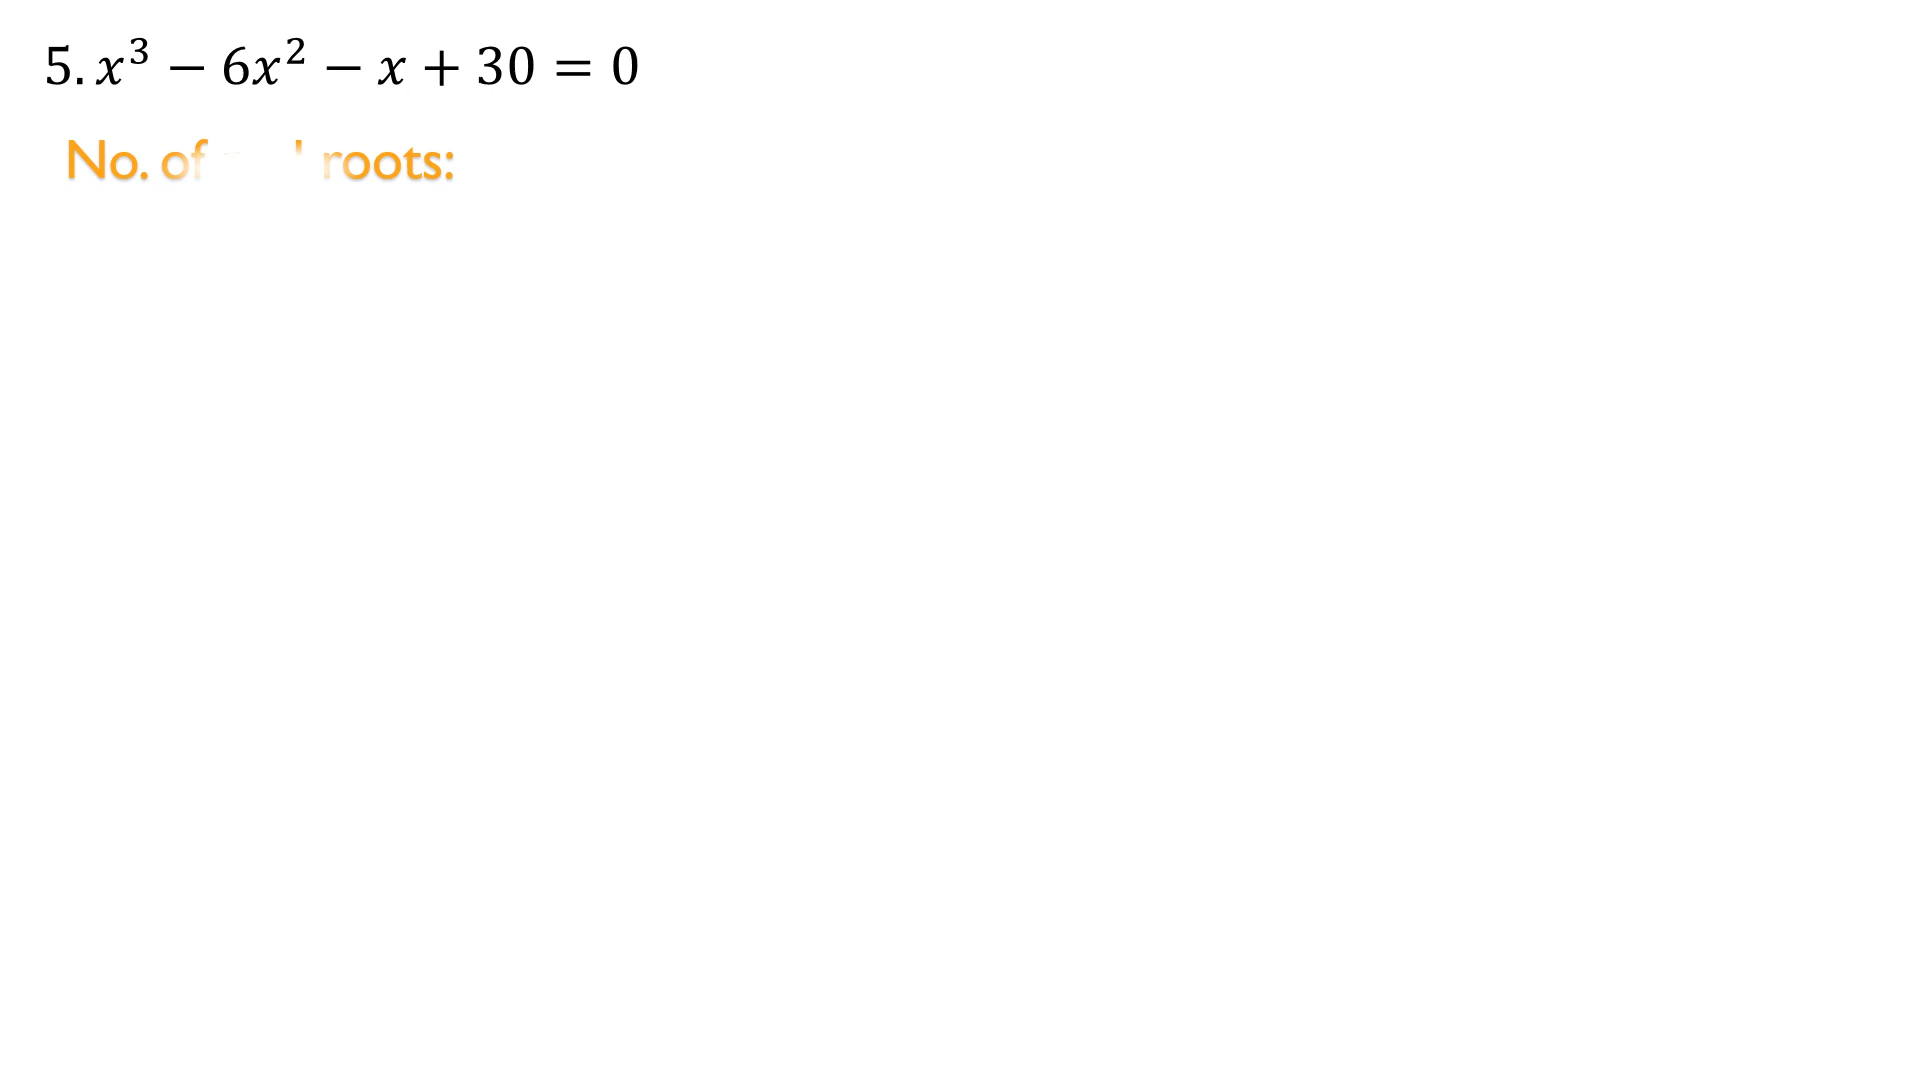 5. x³ − 6x² − x + 30 = 0
No. of roots: